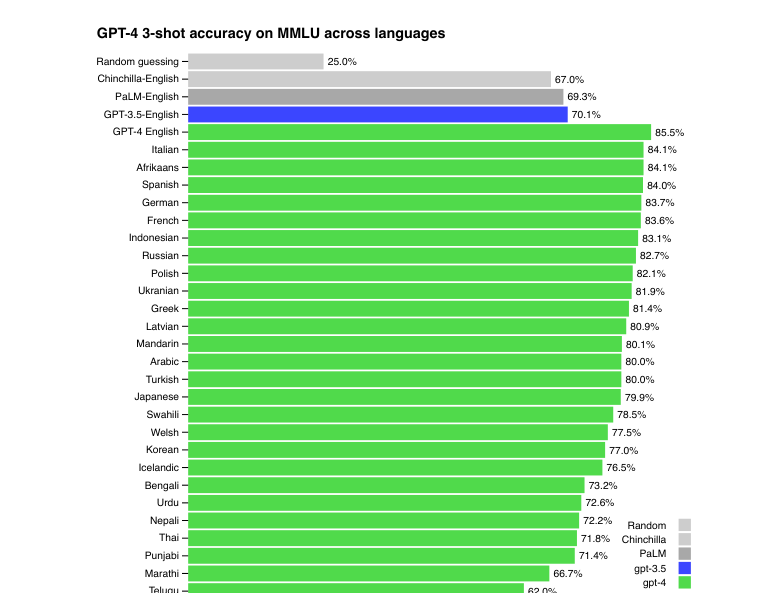 GPT-4 3-shot accuracy on MMLU across languages
Random guessing 25.0%
Chinchilla-English 67.0%
PaLM-English 69.3%
GPT-3.5-English 70.1%
GPT-4 English 85.5%
Italian 84.1%
Afrikaans 84.1%
Spanish 84.0%
German 83.7%
French 83.6%
Indonesian 83.1%
Russian 82.7%
Polish 82.1%
Ukranian 81.9%
Greek 81.4%
Latvian 80.9%
Mandarin 80.1%
Arabic 80.0%
Turkish 80.0%
Japanese 79.9%
Swahili 78.5%
Welsh 77.5%
Korean 77.0%
Icelandic 76.5%
Bengali 73.2%
Urdu 72.6%
Nepali 72.2%
Thai 71.8%
Punjabi 71.4%
Marathi 66.7%
Telugu 62.0%
Random
Chinchilla
PaLM
gpt-3.5
gpt-4